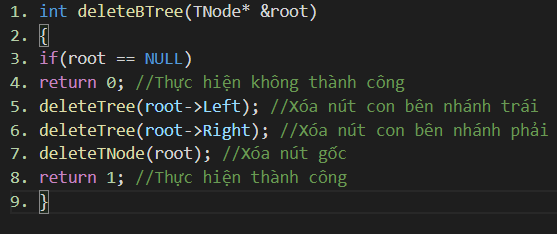 1. int deleteBTree(TNode* &root)
2. {
3. if(root == NULL)
4. return 0; //Thực hiện không thành công
5. deleteTree(root->Left); //Xóa nút con bên nhánh trái
6. deleteTree(root->Right); //Xóa nút con bên nhánh phải
7. deleteTNode(root); //Xóa nút gốc
8. return 1; //Thực hiện thành công
9. }